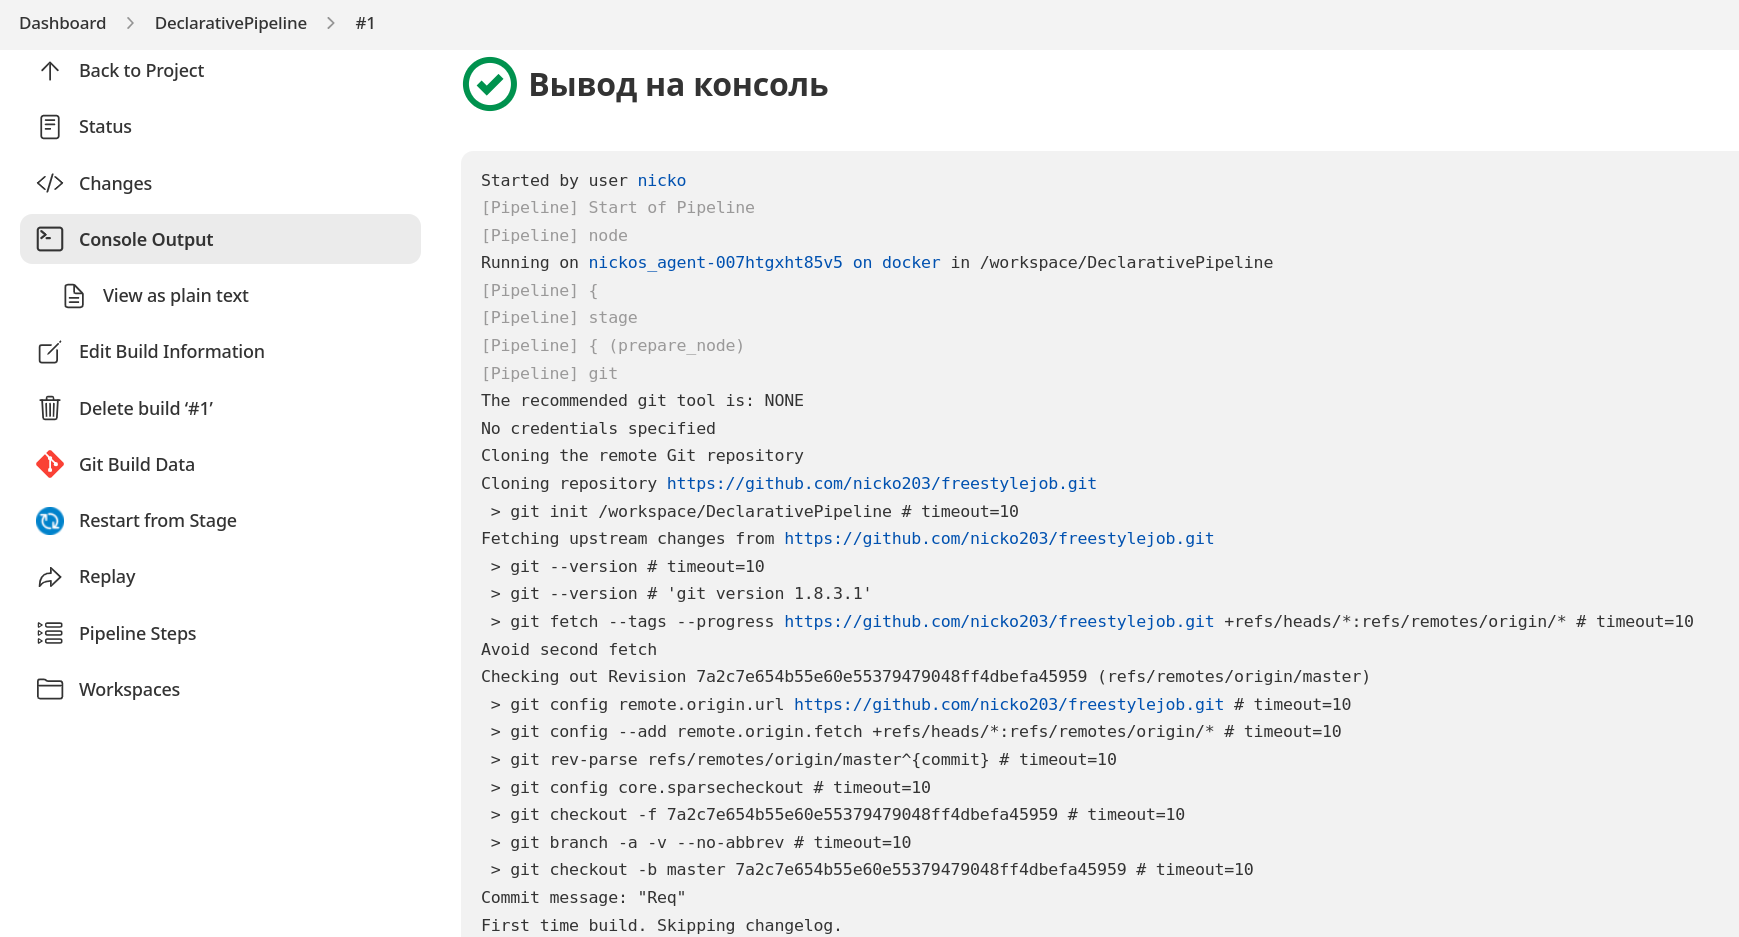 Dashboard > DeclarativePipeline > #1
Back to Project
Status
Changes
Console Output
View as plain text
Edit Build Information
Delete build ‘#1’
Git Build Data
Restart from Stage
Replay
Pipeline Steps
Workspaces
Вывод на консоль
Started by user nicko
[Pipeline] Start of Pipeline
[Pipeline] node
Running on nickos_agent-007htgxht85v5 on docker in /workspace/DeclarativePipeline
[Pipeline] {
[Pipeline] stage
[Pipeline] { (prepare_node)
[Pipeline] git
The recommended git tool is: NONE
No credentials specified
Cloning the remote Git repository
Cloning repository https://github.com/nicko203/freestylejob.git
 > git init /workspace/DeclarativePipeline # timeout=10
Fetching upstream changes from https://github.com/nicko203/freestylejob.git
 > git --version # timeout=10
 > git --version # 'git version 1.8.3.1'
 > git fetch --tags --progress https://github.com/nicko203/freestylejob.git +refs/heads/*:refs/remotes/origin/* # timeout=10
Avoid second fetch
Checking out Revision 7a2c7e654b55e60e55379479048ff4dbefa45959 (refs/remotes/origin/master)
 > git config remote.origin.url https://github.com/nicko203/freestylejob.git # timeout=10
 > git config --add remote.origin.fetch +refs/heads/*:refs/remotes/origin/* # timeout=10
 > git rev-parse refs/remotes/origin/master^{commit} # timeout=10
 > git config core.sparsecheckout # timeout=10
 > git checkout -f 7a2c7e654b55e60e55379479048ff4dbefa45959 # timeout=10
 > git branch -a -v --no-abbrev # timeout=10
 > git checkout -b master 7a2c7e654b55e60e55379479048ff4dbefa45959 # timeout=10
Commit message: "Req"
First time build. Skipping changelog.